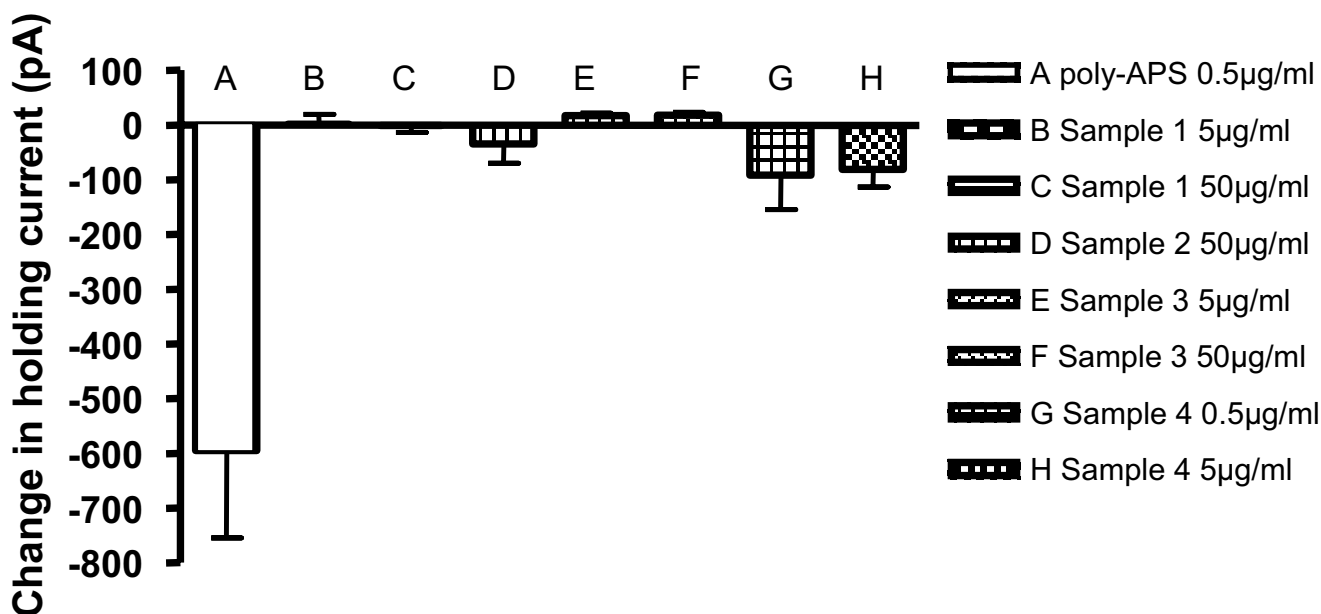 Change in holding current (pA)
100
0
-100
-200
-300
-400
-500
-600
-700
-800
A B C D E F G H
A poly-APS 0.5µg/ml
B Sample 1 5µg/ml
C Sample 1 50µg/ml
D Sample 2 50µg/ml
E Sample 3 5µg/ml
F Sample 3 50µg/ml
G Sample 4 0.5µg/ml
H Sample 4 5µg/ml